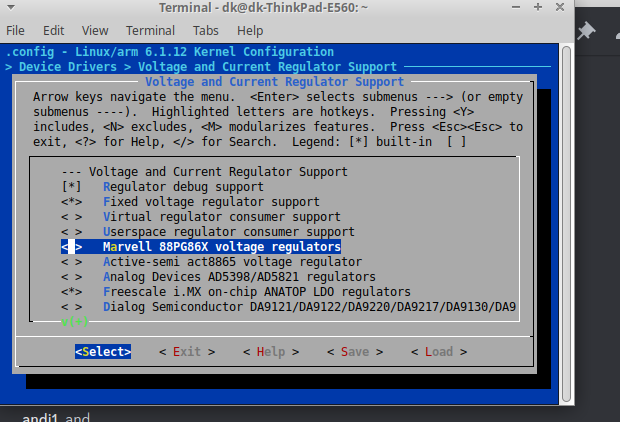 Terminal - dk@dk-ThinkPad-E560: ~
File Edit View Terminal Tabs Help
.config - Linux/arm 6.1.12 Kernel Configuration
> Device Drivers > Voltage and Current Regulator Support
Voltage and Current Regulator Support
Arrow keys navigate the menu. <Enter> selects submenus ---> (or empty
submenus ----). Highlighted letters are hotkeys. Pressing <Y>
includes, <N> excludes, <M> modularizes features. Press <Esc><Esc> to
exit, <?> for Help, </> for Search. Legend: [*] built-in [ ]
--- Voltage and Current Regulator Support
[*] Regulator debug support
<*> Fixed voltage regulator support
< > Virtual regulator consumer support
< > Userspace regulator consumer support
< > Marvell 88PG86X voltage regulators
< > Active-semi act8865 voltage regulator
< > Analog Devices AD5398/AD5821 regulators
<*> Freescale i.MX on-chip ANATOP LDO regulators
< > Dialog Semiconductor DA9121/DA9122/DA9220/DA9217/DA9130/DA9
v(+)
<Select> < Exit > < Help > < Save > < Load >
andi1 and